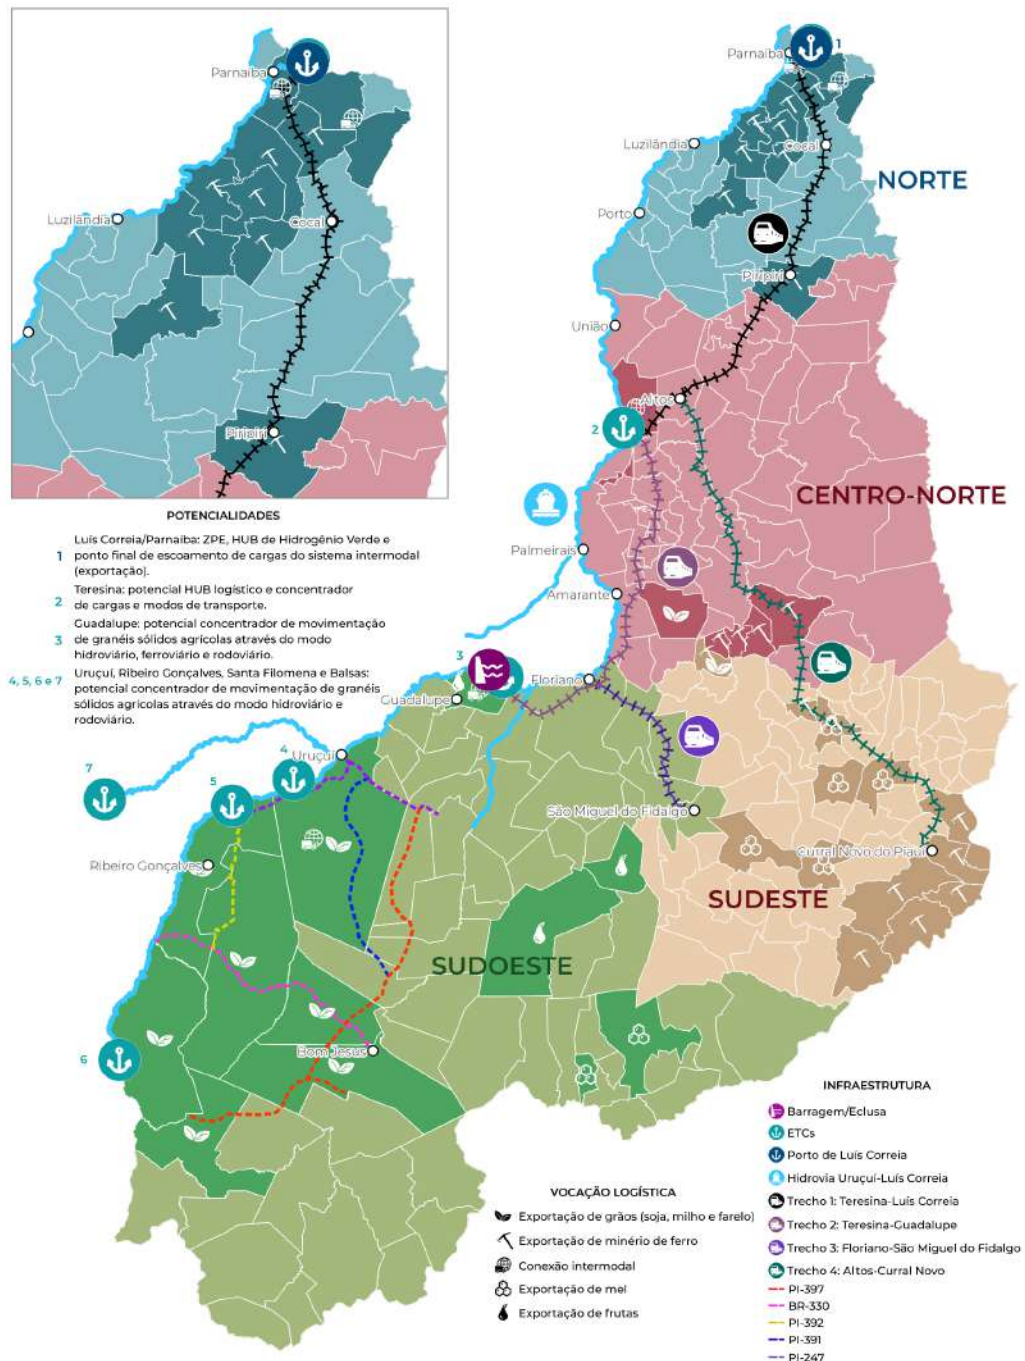 Parnaíba
Luzilândia
Cocal
Piripiri
Parnaíba
1
Luzilândia
Cocal
NORTE
Porto
Piripiri
União
Altos
2
CENTRO-NORTE
Palmeirais
Amarante
POTENCIALIDADES
1 Luís Correia/Parnaíba: ZPE, HUB de Hidrogênio Verde e
ponto final de escoamento de cargas do sistema intermodal
(exportação).
2 Teresina: potencial HUB logístico e concentrador
de cargas e modos de transporte.
3 Guadalupe: potencial concentrador de movimentação
de granéis sólidos agrícolas através do modo
hidroviário, ferroviário e rodoviário.
4, 5, 6 e 7 Uruçuí, Ribeiro Gonçalves, Santa Filomena e Balsas:
potencial concentrador de movimentação de granéis
sólidos agrícolas através do modo hidroviário e
rodoviário.
3
Guadalupe
Floriano
4
Uruçuí
7
5
São Miguel do Fidalgo
Ribeiro Gonçalves
Curral Novo do Piauí
SUDESTE
SUDOESTE
6
Bom Jesus
VOCAÇÃO LOGÍSTICA
Exportação de grãos (soja, milho e farelo)
Exportação de minério de ferro
Conexão intermodal
Exportação de mel
Exportação de frutas
INFRAESTRUTURA
Barragem/Eclusa
ETCs
Porto de Luís Correia
Hidrovia Uruçuí-Luís Correia
Trecho 1: Teresina-Luís Correia
Trecho 2: Teresina-Guadalupe
Trecho 3: Floriano-São Miguel do Fidalgo
Trecho 4: Altos-Curral Novo
PI-397
BR-330
PI-392
PI-391
PI-247